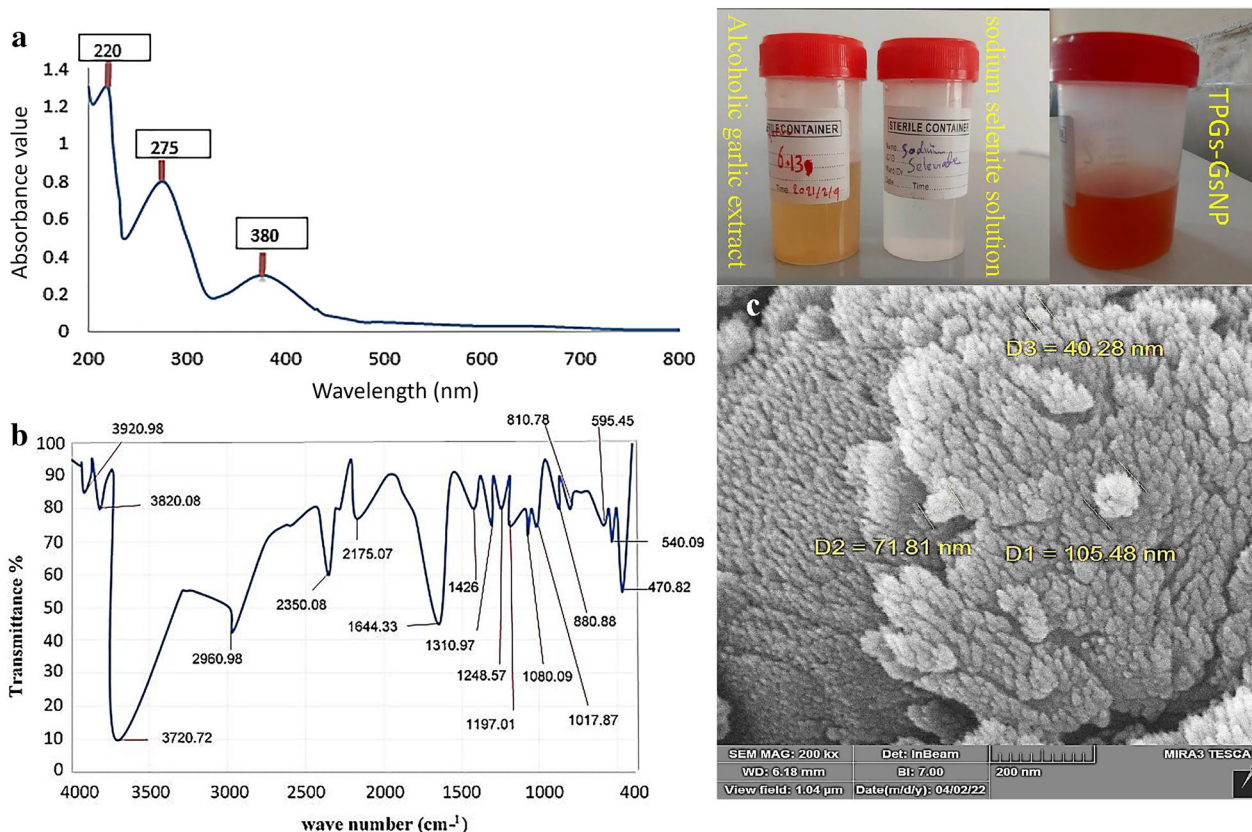 a
220
275
380
1.4
1.2
1
0.8
0.6
0.4
0.2
0
Absorbance value
200
300
400
500
600
700
800
Wavelength (nm)
Alcoholic garlic extract
STERILE CONTAINER
6.13
Time
2021/2/9
sodium selenite solution
STERILE CONTAINER
Sodium
Date
Time
TPGs-GsNP
b
100
90
80
70
60
50
40
30
20
10
0
Transmittance %
3920.98
3820.08
3720.72
2960.98
2350.08
2175.07
1644.33
1426
1310.97
1248.57
1197.01
1080.09
1017.87
880.88
810.78
595.45
540.09
470.82
4000
3500
3000
2500
2000
1500
1000
400
wave number (cm⁻¹)
c
D3 = 40.28 nm
D2 = 71.81 nm
D1 = 105.48 nm
SEM MAG: 200 kx
Det: InBeam
MIRA3 TESCA
WD: 6.18 mm
BI: 7.00
200 nm
View field: 1.04 µm
Date(m/d/y): 04/02/22